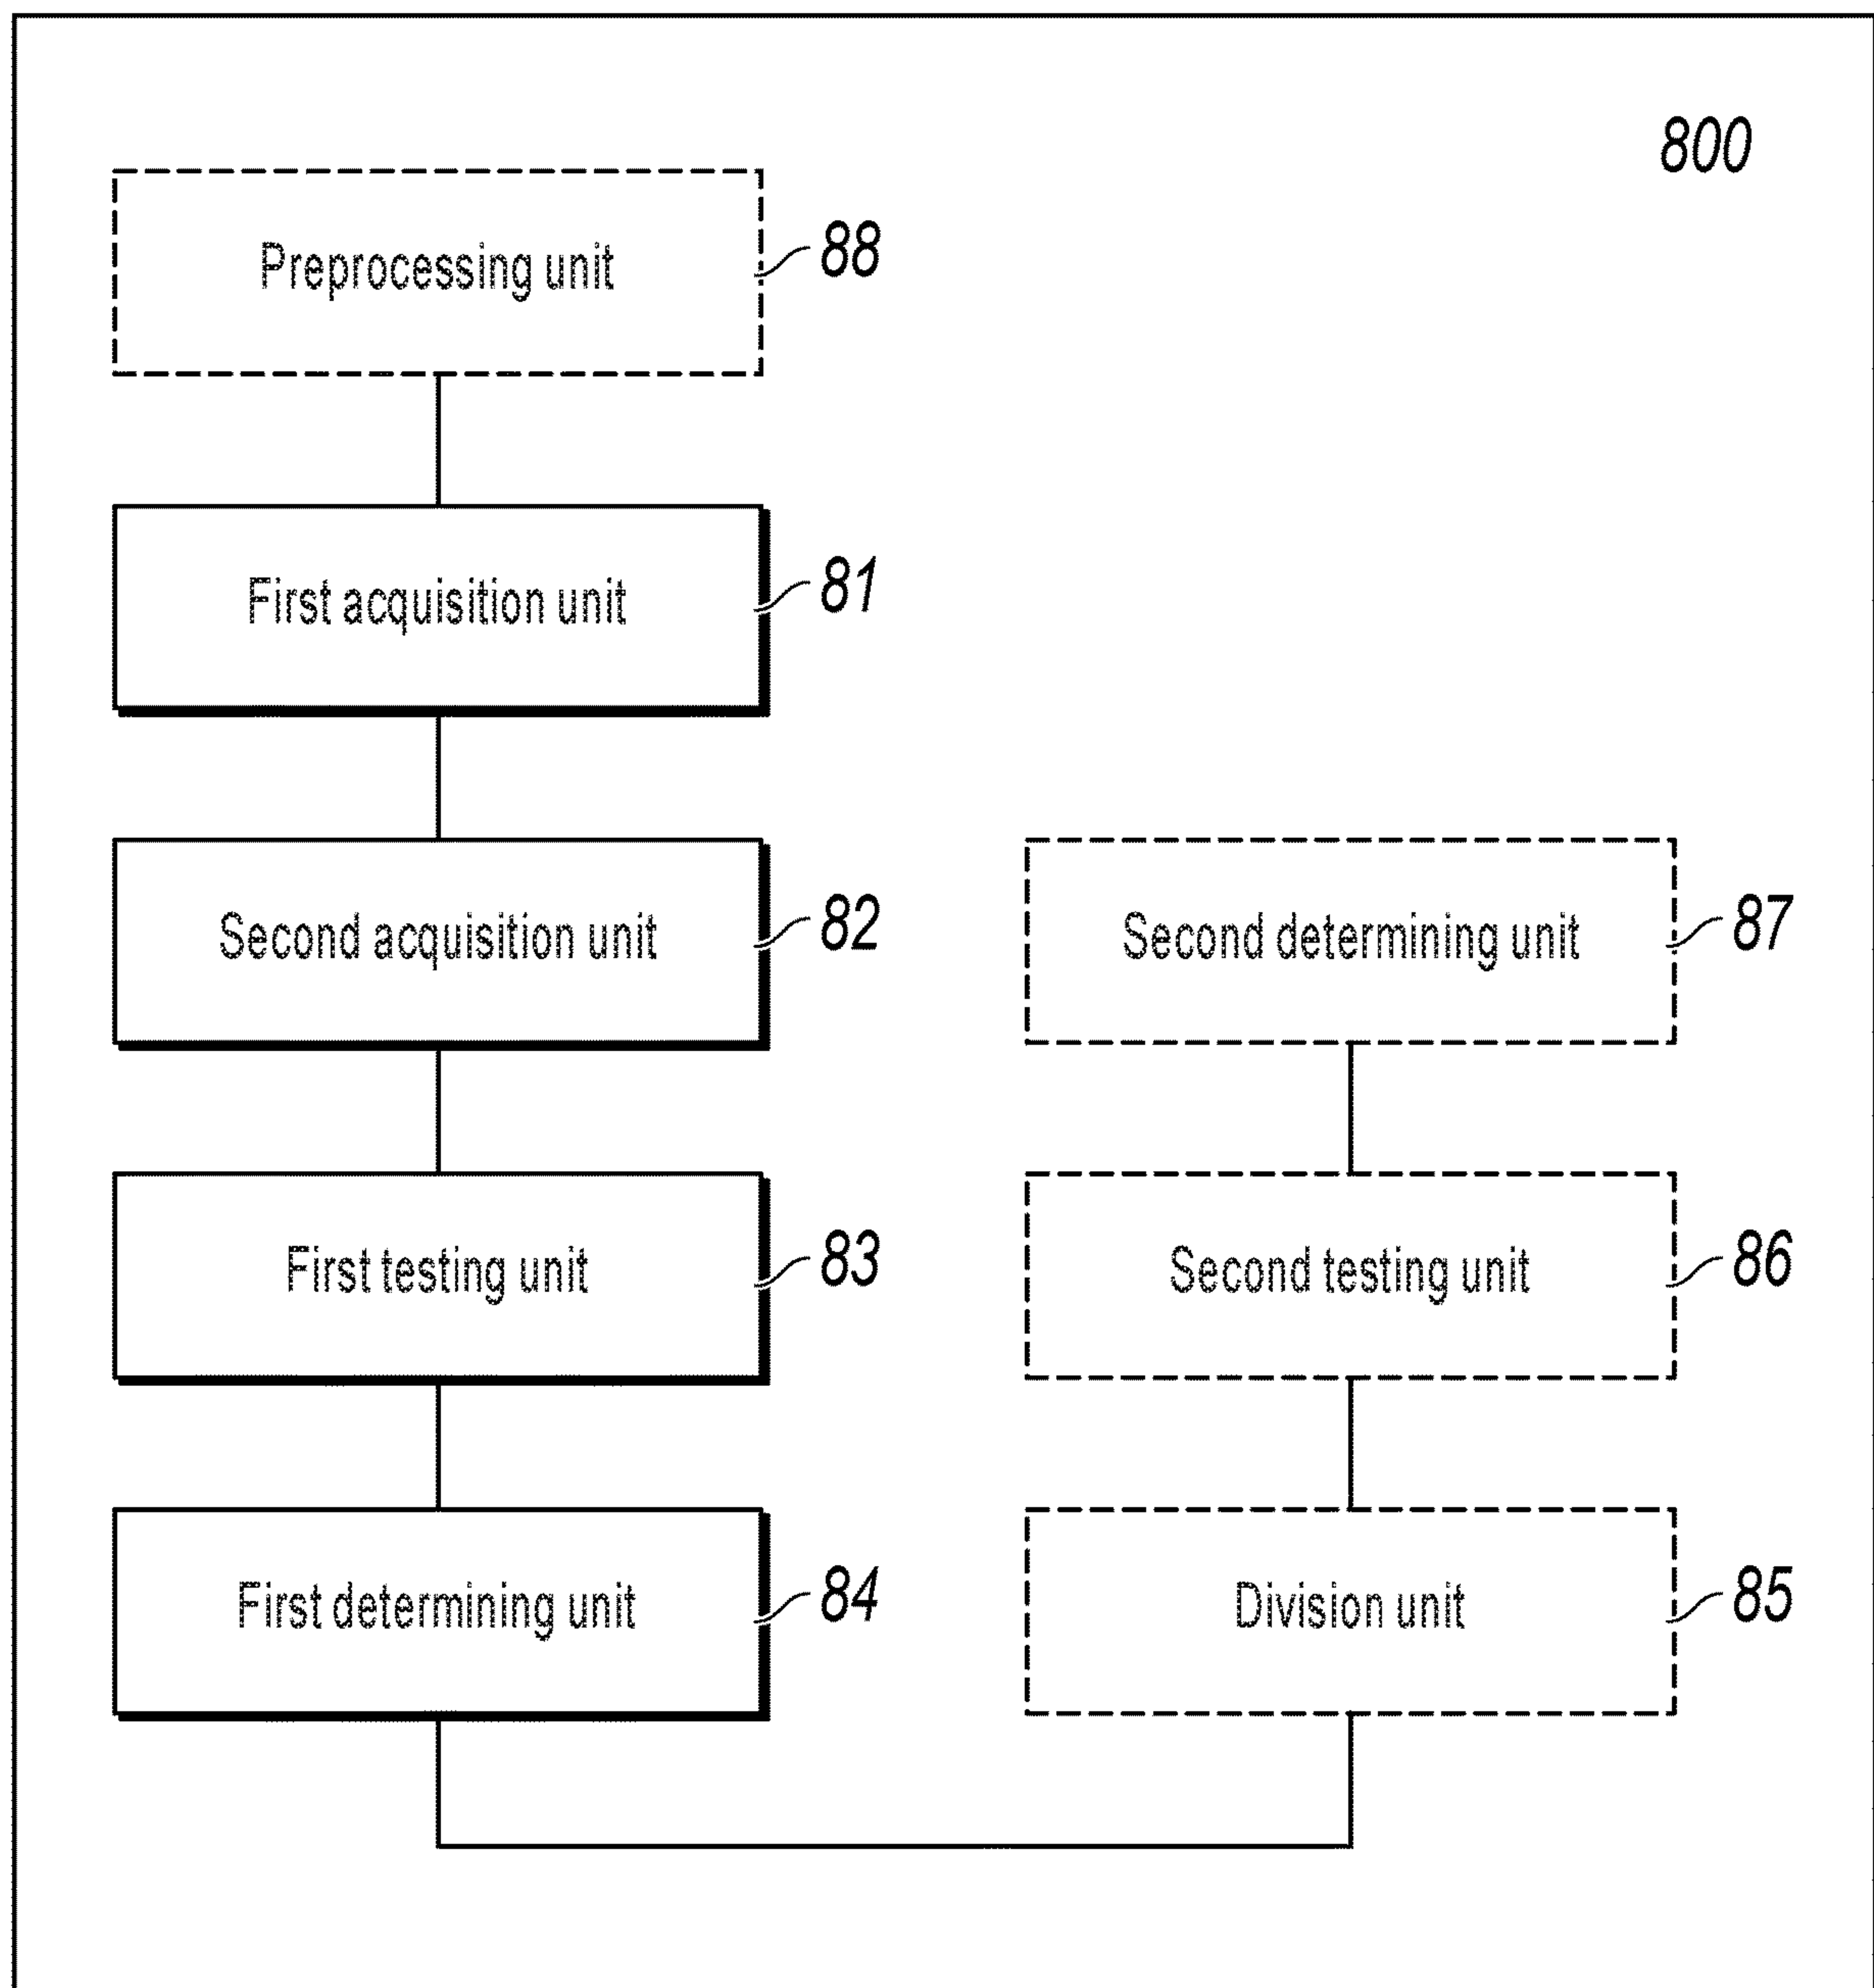 800
Preprocessing unit 88
First acquisition unit 81
Second acquisition unit 82
Second determining unit 87
First testing unit 83
Second testing unit 86
First determining unit 84
Division unit 85